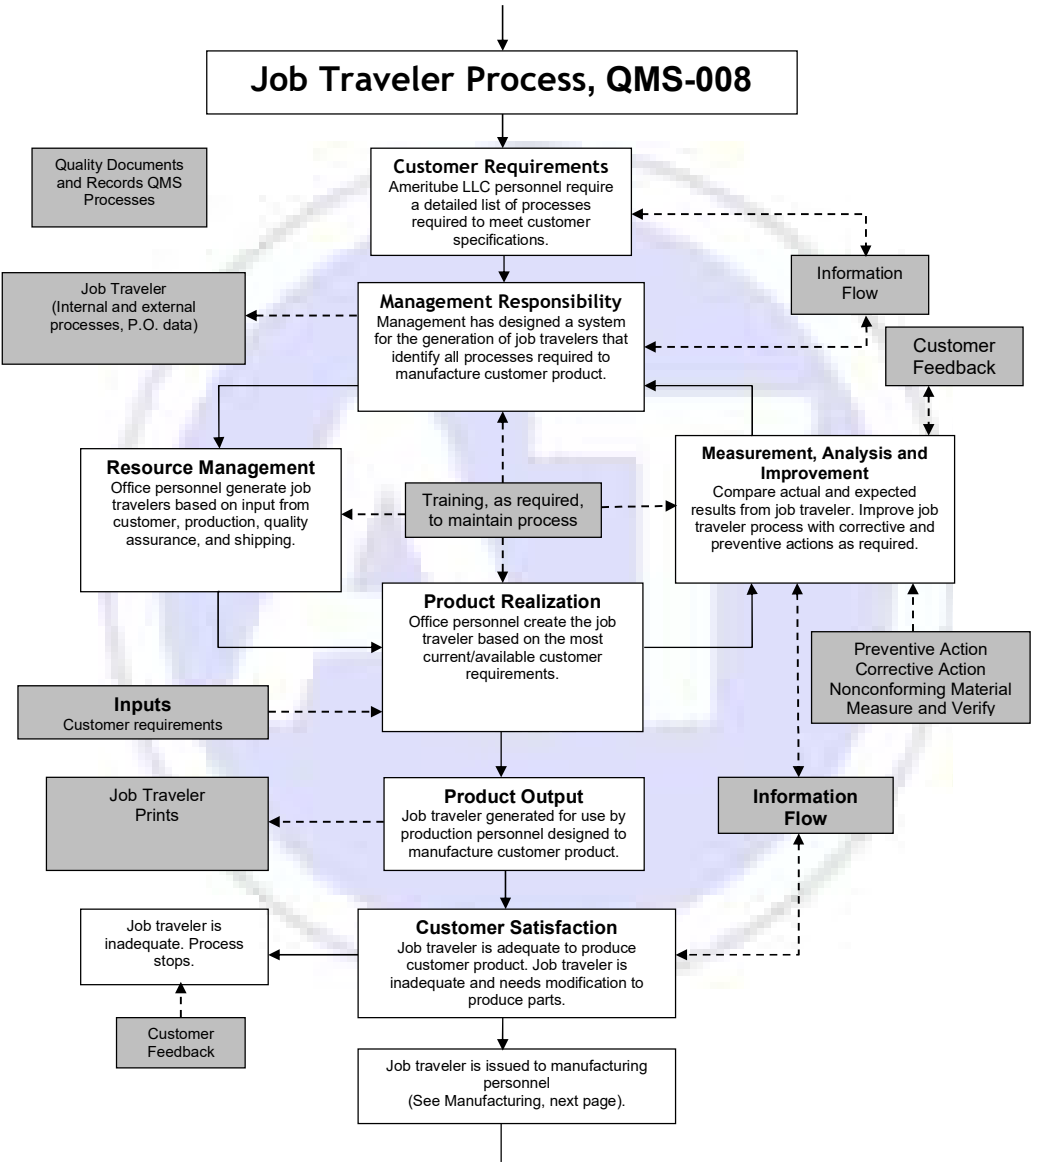 Job Traveler Process, QMS-008
Quality Documents
and Records QMS
Processes
Customer Requirements
Ameritube LLC personnel require
a detailed list of processes
required to meet customer
specifications.
Information
Flow
Job Traveler
(Internal and external
processes, P.O. data)
Management Responsibility
Management has designed a system
for the generation of job travelers that
identify all processes required to
manufacture customer product.
Customer
Feedback
Resource Management
Office personnel generate job
travelers based on input from
customer, production, quality
assurance, and shipping.
Training, as required,
to maintain process
Measurement, Analysis and
Improvement
Compare actual and expected
results from job traveler. Improve job
traveler process with corrective and
preventive actions as required.
Product Realization
Office personnel create the job
traveler based on the most
current/available customer
requirements.
Preventive Action
Corrective Action
Nonconforming Material
Measure and Verify
Inputs
Customer requirements
Job Traveler
Prints
Product Output
Job traveler generated for use by
production personnel designed to
manufacture customer product.
Information
Flow
Job traveler is
inadequate. Process
stops.
Customer Satisfaction
Job traveler is adequate to produce
customer product. Job traveler is
inadequate and needs modification to
produce parts.
Customer
Feedback
Job traveler is issued to manufacturing
personnel
(See Manufacturing, next page).